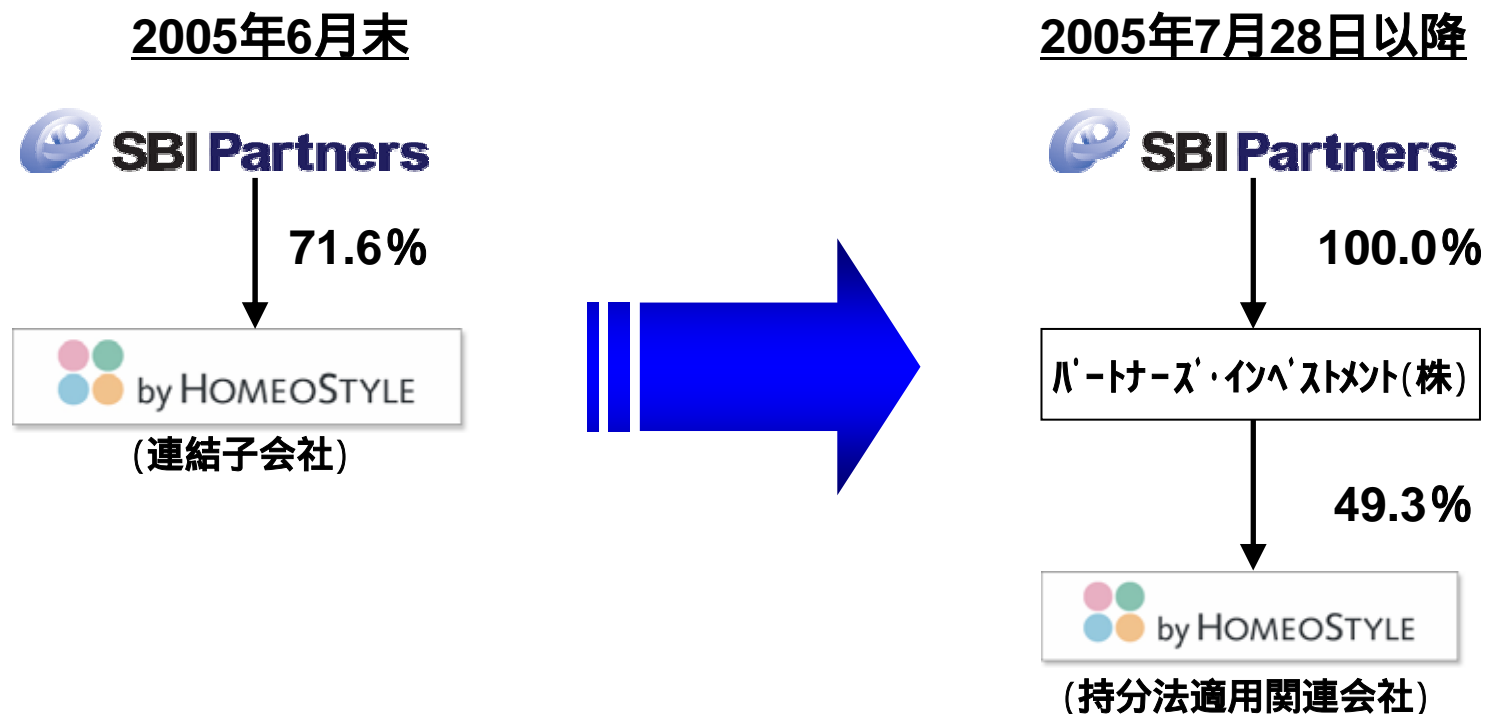 2005年6月末
SBI Partners
71.6%
by HOMEOSTYLE
(連結子会社)
2005年7月28日以降
SBI Partners
100.0%
ﾊﾟｰﾄﾅｰｽﾞ･ｲﾝﾍﾞｽﾄﾒﾝﾄ(株)
49.3%
by HOMEOSTYLE
(持分法適用関連会社)